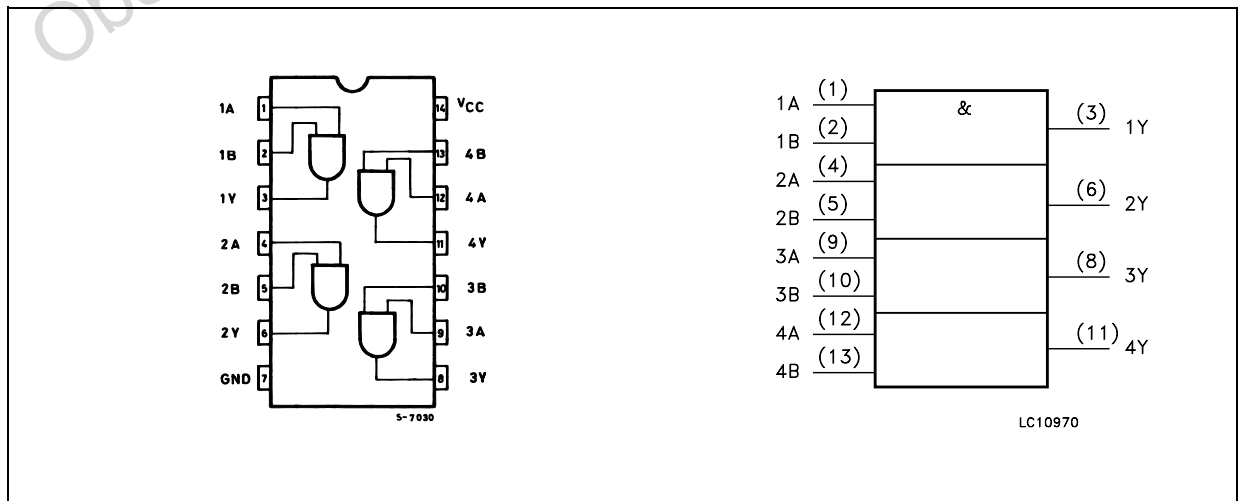 1A 1 14 VCC
1B 2 13 4B
1Y 3 12 4A
2A 4 11 4Y
2B 5 10 3B
2Y 6 9 3A
GND 7 8 3Y
S-7030
&
1A (1)
1B (2)
2A (4)
2B (5)
3A (9)
3B (10)
4A (12)
4B (13)
(3) 1Y
(6) 2Y
(8) 3Y
(11) 4Y
LC10970